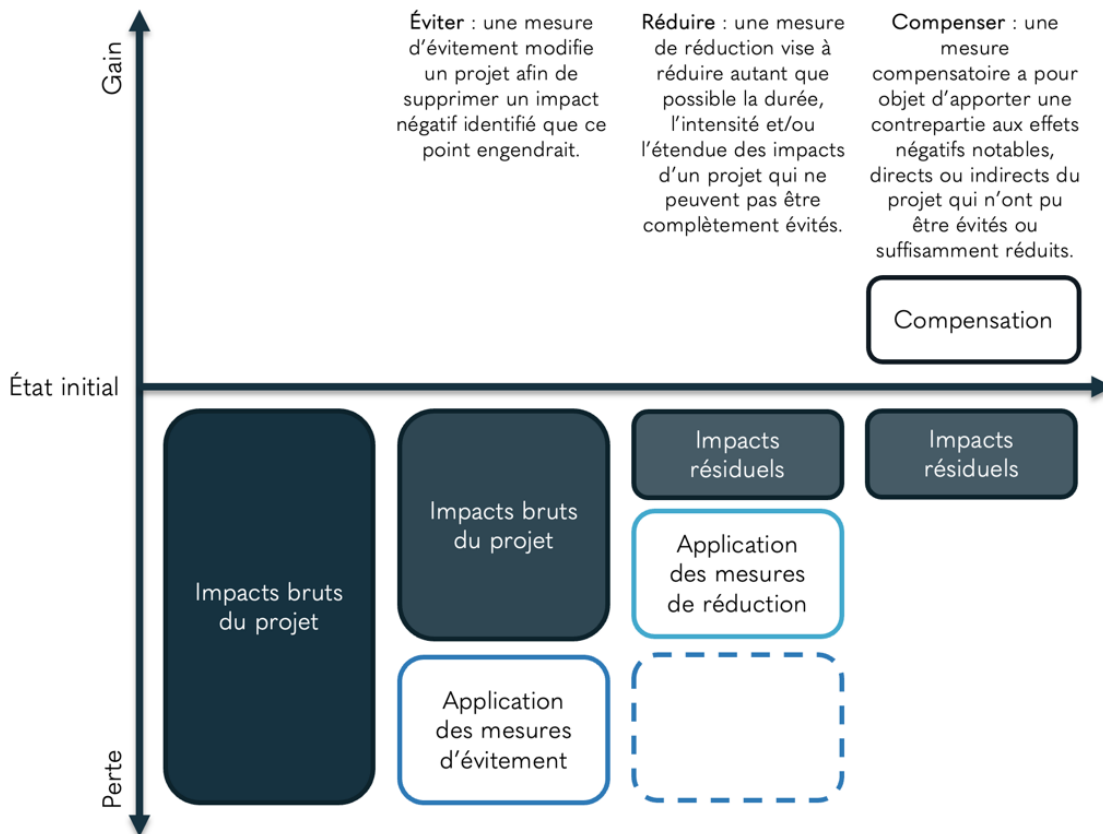 Gain
Éviter : une mesure
d'évitement modifie
un projet afin de
supprimer un impact
négatif identifié que ce
point engendrait.
Réduire : une mesure
de réduction vise à
réduire autant que
possible la durée,
l'intensité et/ou
l'étendue des impacts
d'un projet qui ne
peuvent pas être
complètement évités.
Compenser : une
mesure
compensatoire a pour
objet d'apporter une
contrepartie aux effets
négatifs notables,
directs ou indirects du
projet qui n'ont pu
être évités ou
suffisamment réduits.
Compensation
État initial
Impacts bruts
du projet
Impacts bruts
du projet
Application
des mesures
d'évitement
Impacts
résiduels
Application
des mesures
de réduction
Impacts
résiduels
Perte